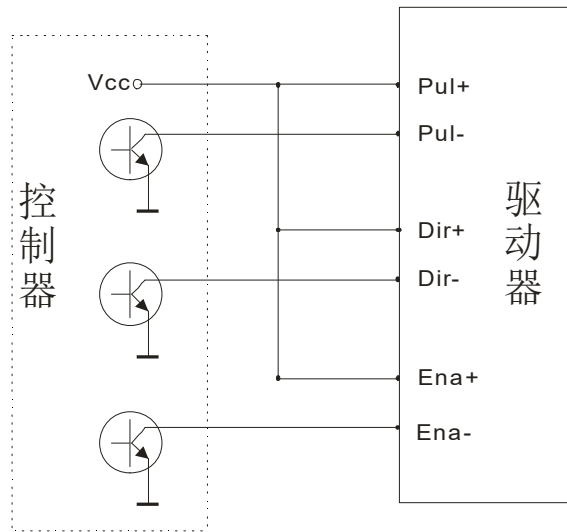 Vcc
Pul+
Pul-
Dir+
Dir-
Ena+
Ena-
控制器
驱动器